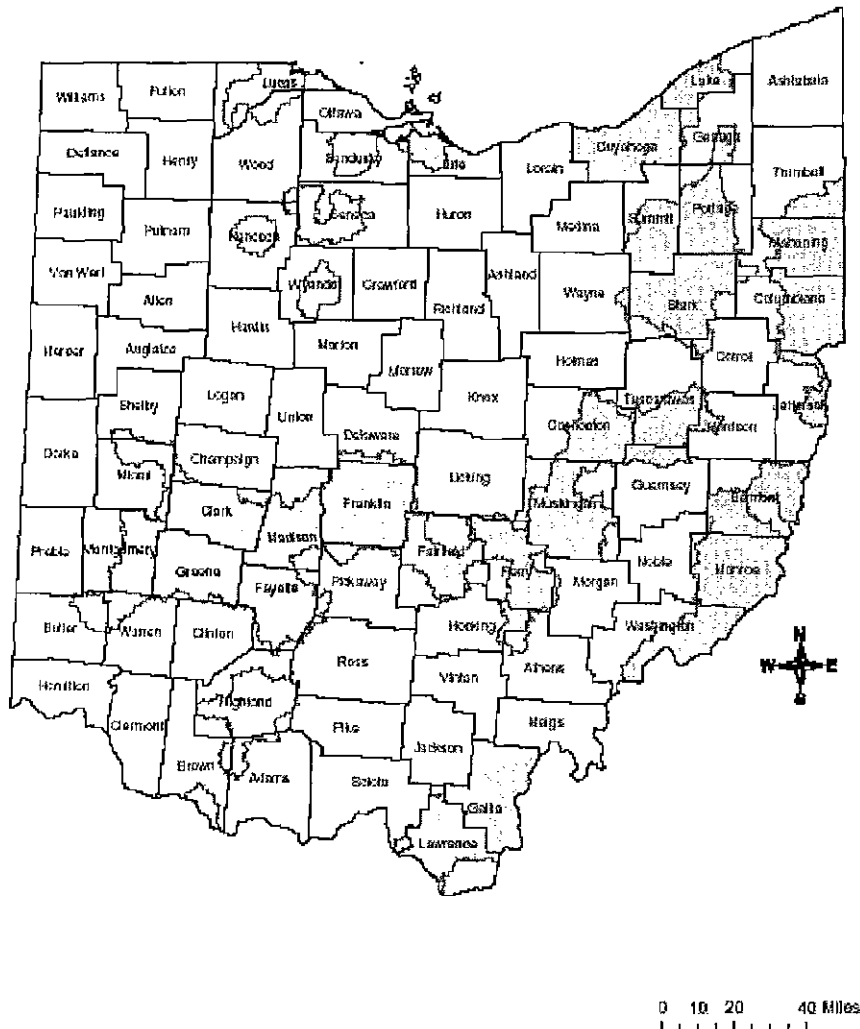 Ashtabula
Lake
Lucas
Williams
Fulton
Ottawa
Geauga
Cuyahoga
Defiance
Henry
Wood
Sandusky
Erie
Lorain
Trumbull
Paulding
Seneca
Huron
Medina
Summit
Portage
Putnam
Hancock
Mahoning
Van Wert
Wyandot
Crawford
Ashland
Wayne
Stark
Columbiana
Allen
Richland
Hardin
Mercer
Auglaize
Marion
Holmes
Carroll
Morrow
Logan
Knox
Tuscarawas
Jefferson
Shelby
Union
Coshocton
Harrison
Delaware
Darke
Champaign
Licking
Miami
Guernsey
Franklin
Muskingum
Belmont
Clark
Madison
Preble
Montgomery
Fairfield
Perry
Noble
Monroe
Greene
Fayette
Pickaway
Morgan
Butler
Warren
Clinton
Hocking
Washington
N
Ross
Athens
W E
Hamilton
Vinton
S
Highland
Clermont
Pike
Meigs
Jackson
Brown
Adams
Scioto
Gallia
Lawrence
0 10 20 40 Miles